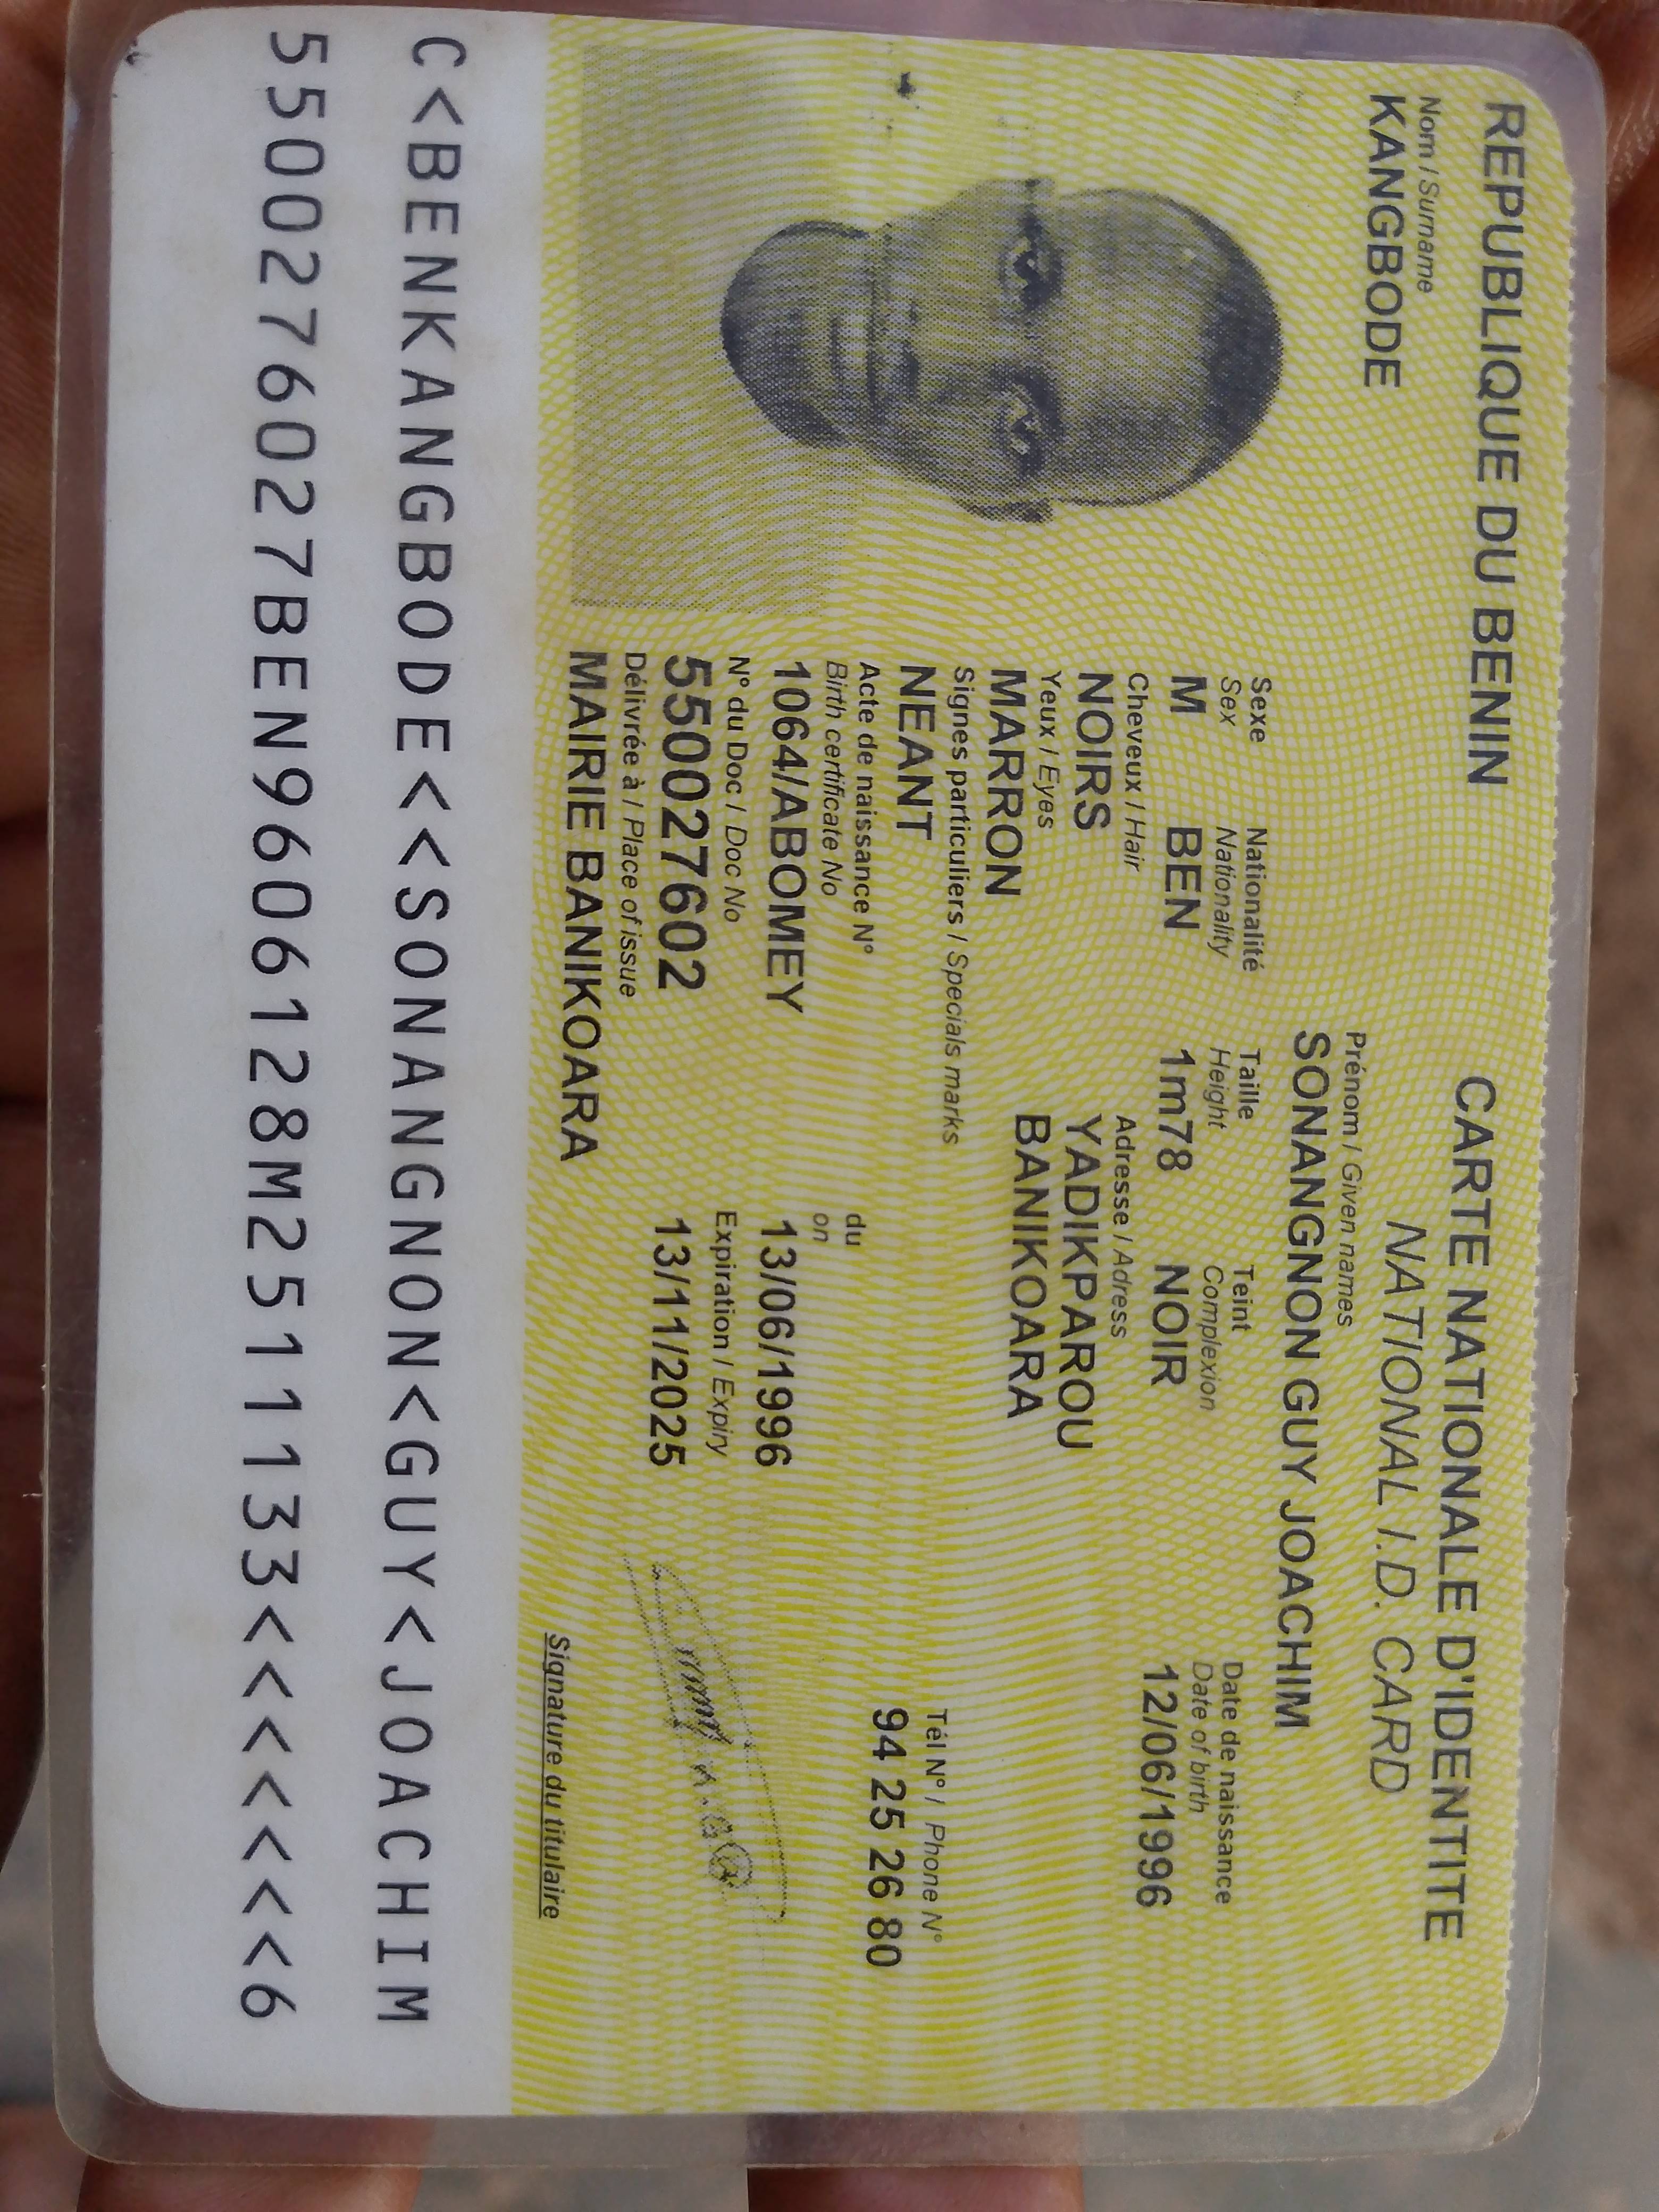 REPUBLIQUE DU BENIN
CARTE NATIONALE D'IDENTITE
NATIONAL I.D. CARD
Nom / Surname
KANGBODE
Prénom / Given names
SONANGNON GUY JOACHIM
Sexe
Sex
M
Nationalité
Nationality
BEN
Taille
Height
1m78
Teint
Complexion
NOIR
Date de naissance
Date of birth
12/06/1996
Cheveux / Hair
NOIRS
Adresse / Adress
YADIKPAROU
BANIKOARA
Yeux / Eyes
MARRON
Signes particuliers / Specials marks
NEANT
Tél N° / Phone N°
94 25 26 80
Acte de naissance N°
Birth certificate No
1064/ABOMEY
du
on
13/06/1996
N° du Doc / Doc No
550027602
Expiration / Expiry
13/11/2025
Délivrée à / Place of issue
MAIRIE BANIKOARA
Signature du titulaire
C<BENKANGBODE<<SONANGNON<GUY<JOACHIM
5500276027BEN9606128M2511133<<<<<<<6